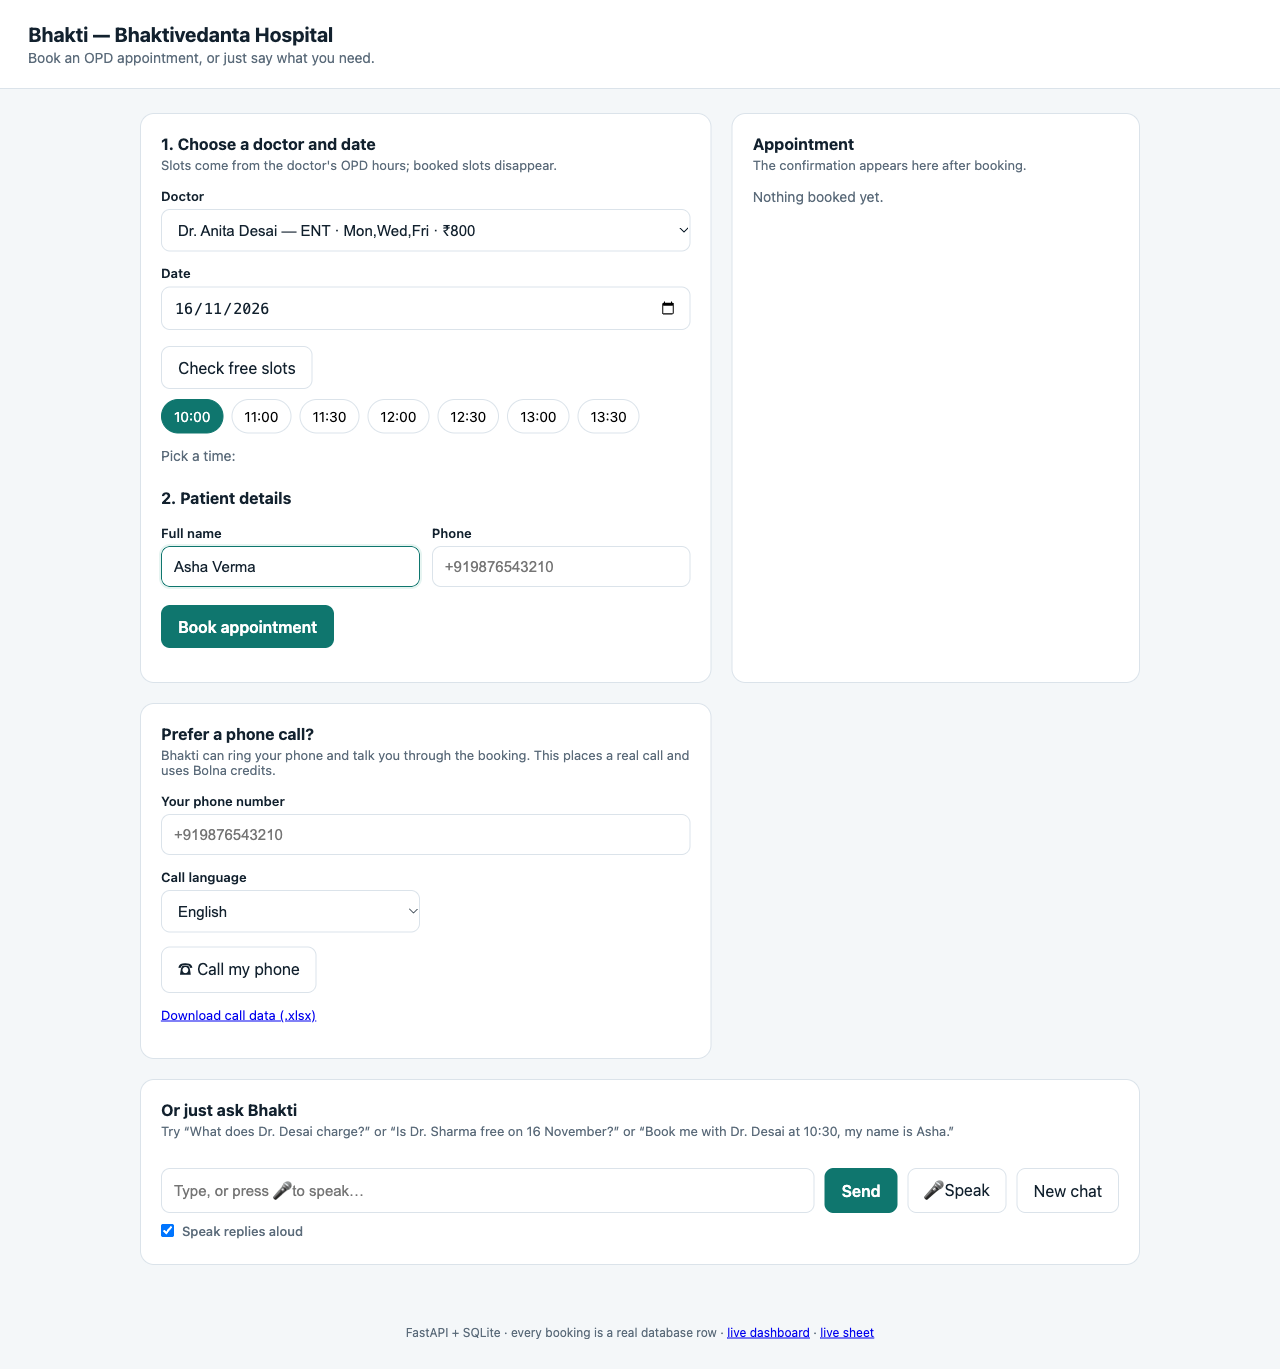 Bhakti — Bhaktivedanta Hospital
Book an OPD appointment, or just say what you need.
1. Choose a doctor and date
Slots come from the doctor's OPD hours; booked slots disappear.
Doctor
Dr. Anita Desai — ENT · Mon,Wed,Fri · ₹800
Date
16/11/2026
Check free slots
10:00 11:00 11:30 12:00 12:30 13:00 13:30
Pick a time:
2. Patient details
Full name Phone
Asha Verma +919876543210
Book appointment
Appointment
The confirmation appears here after booking.
Nothing booked yet.
Prefer a phone call?
Bhakti can ring your phone and talk you through the booking. This places a real call and
uses Bolna credits.
Your phone number
+919876543210
Call language
English
☎ Call my phone
Download call data (.xlsx)
Or just ask Bhakti
Try “What does Dr. Desai charge?” or “Is Dr. Sharma free on 16 November?” or “Book me with Dr. Desai at 10:30, my name is Asha.”
Type, or press 🎤 to speak... Send 🎤 Speak New chat
Speak replies aloud
FastAPI + SQLite · every booking is a real database row · live dashboard · live sheet